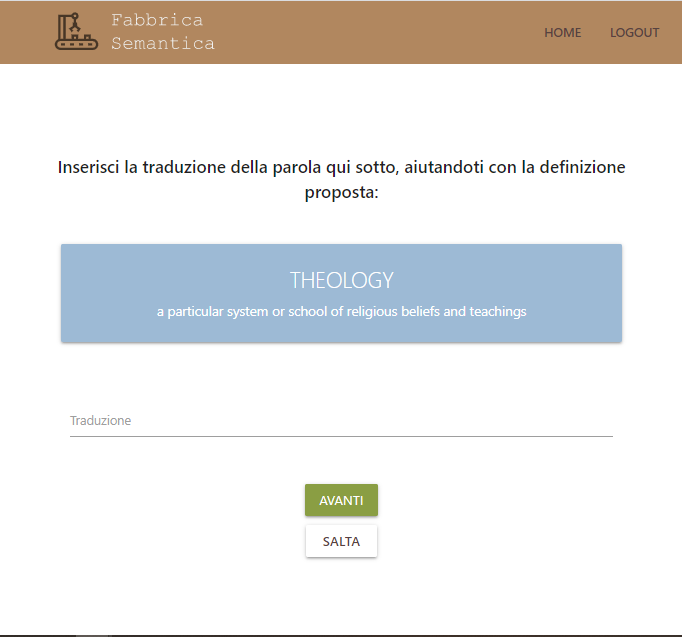 Fabbrica
Semantica
HOME
LOGOUT
Inserisci la traduzione della parola qui sotto, aiutandoti con la definizione
proposta:
THEOLOGY
a particular system or school of religious beliefs and teachings
Traduzione
AVANTI
SALTA